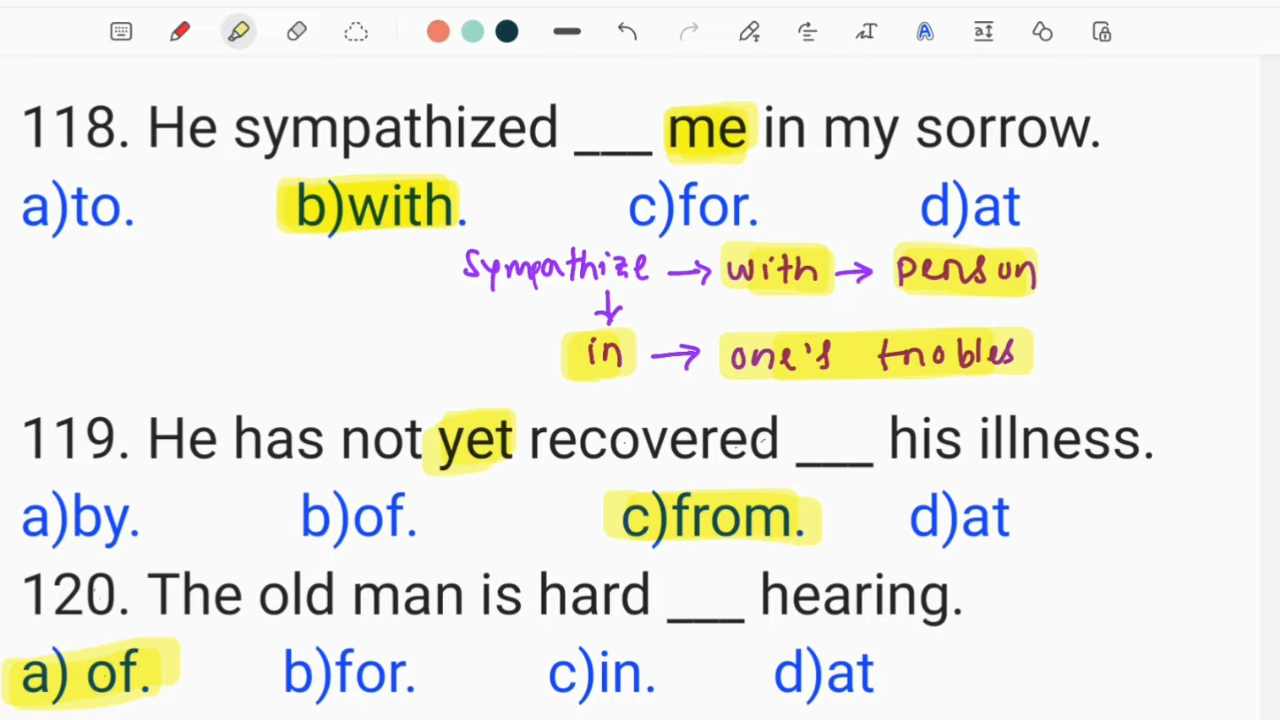 118. He sympathized ___ me in my sorrow.
a)to. b)with. c)for. d)at
Sympathize → with → person
↓
in → one's trobles
119. He has not yet recovered ___ his illness.
a)by. b)of. c)from. d)at
120. The old man is hard ___ hearing.
a) of. b)for. c)in. d)at